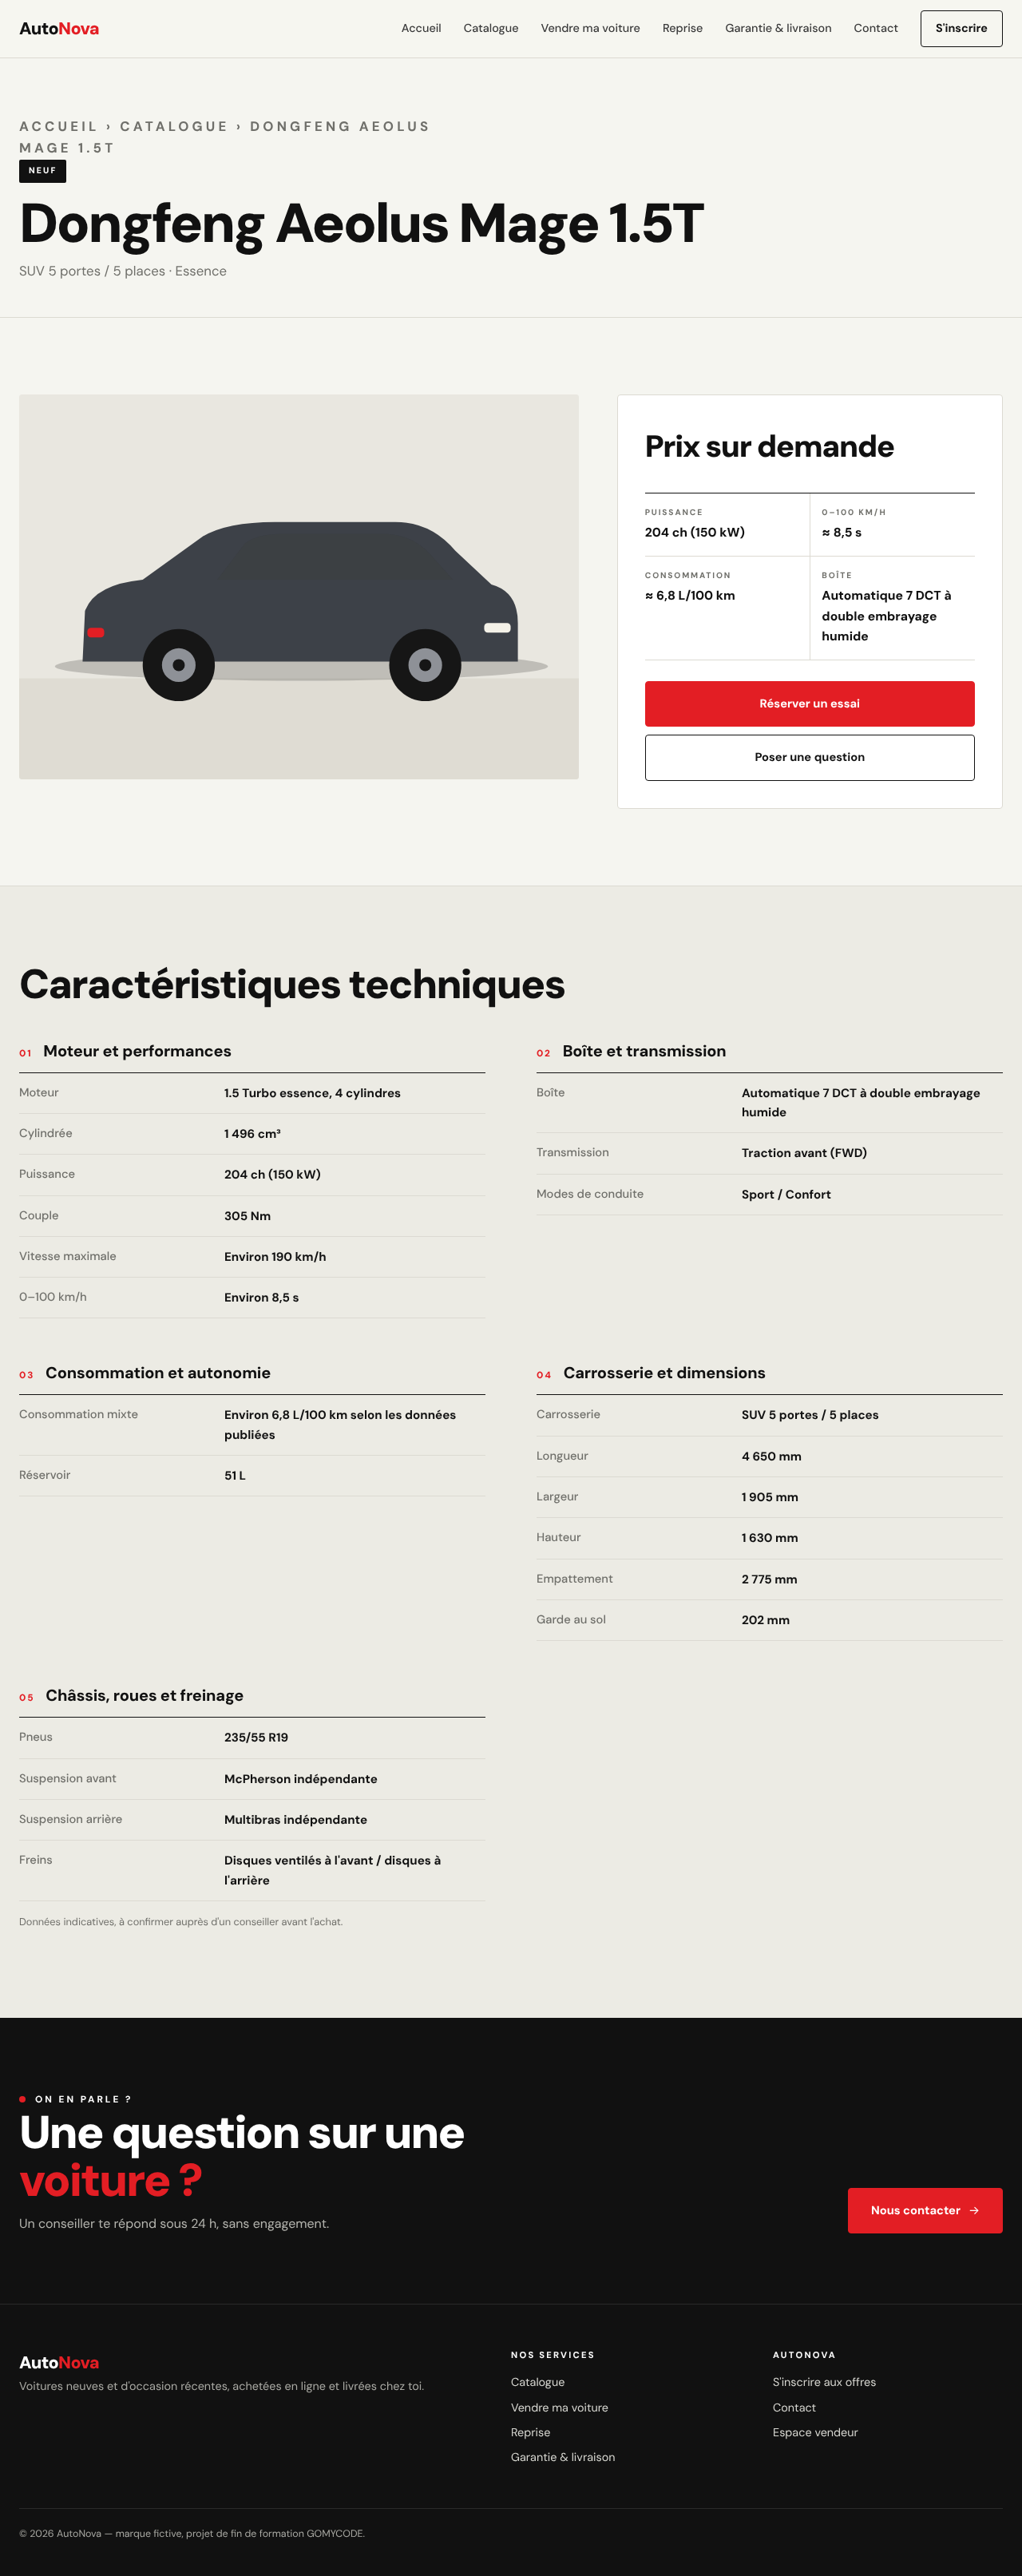 AutoNova
Accueil
Catalogue
Vendre ma voiture
Reprise
Garantie & livraison
Contact
S'inscrire
ACCUEIL › CATALOGUE › DONGFENG AEOLUS
MAGE 1.5T
NEUF
Dongfeng Aeolus Mage 1.5T
SUV 5 portes / 5 places · Essence
Prix sur demande
PUISSANCE
204 ch (150 kW)
0–100 KM/H
≈ 8,5 s
CONSOMMATION
≈ 6,8 L/100 km
BOÎTE
Automatique 7 DCT à
double embrayage
humide
Réserver un essai
Poser une question
Caractéristiques techniques
01 Moteur et performances
Moteur 1.5 Turbo essence, 4 cylindres
Cylindrée 1 496 cm³
Puissance 204 ch (150 kW)
Couple 305 Nm
Vitesse maximale Environ 190 km/h
0–100 km/h Environ 8,5 s
02 Boîte et transmission
Boîte Automatique 7 DCT à double embrayage
humide
Transmission Traction avant (FWD)
Modes de conduite Sport / Confort
03 Consommation et autonomie
Consommation mixte Environ 6,8 L/100 km selon les données
publiées
Réservoir 51 L
04 Carrosserie et dimensions
Carrosserie SUV 5 portes / 5 places
Longueur 4 650 mm
Largeur 1 905 mm
Hauteur 1 630 mm
Empattement 2 775 mm
Garde au sol 202 mm
05 Châssis, roues et freinage
Pneus 235/55 R19
Suspension avant McPherson indépendante
Suspension arrière Multibras indépendante
Freins Disques ventilés à l'avant / disques à
l'arrière
Données indicatives, à confirmer auprès d'un conseiller avant l'achat.
ON EN PARLE ?
Une question sur une
voiture ?
Un conseiller te répond sous 24 h, sans engagement.
Nous contacter →
AutoNova
Voitures neuves et d'occasion récentes, achetées en ligne et livrées chez toi.
NOS SERVICES
Catalogue
Vendre ma voiture
Reprise
Garantie & livraison
AUTONOVA
S'inscrire aux offres
Contact
Espace vendeur
© 2026 AutoNova — marque fictive, projet de fin de formation GOMYCODE.